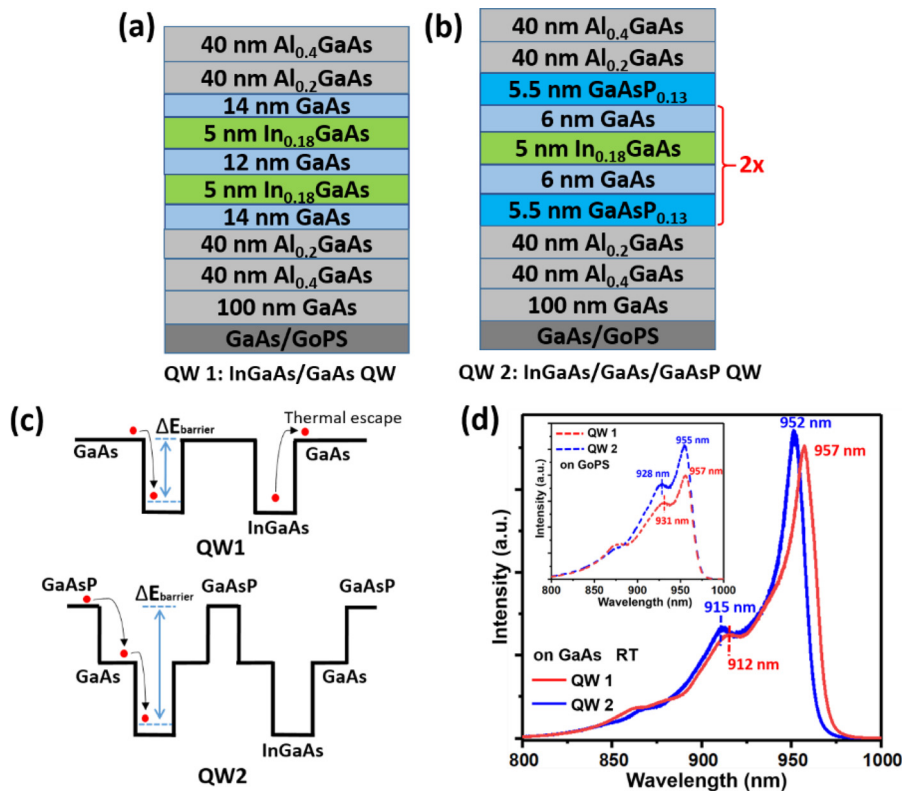 (a)
40 nm Al0.4GaAs
40 nm Al0.2GaAs
14 nm GaAs
5 nm In0.18GaAs
12 nm GaAs
5 nm In0.18GaAs
14 nm GaAs
40 nm Al0.2GaAs
40 nm Al0.4GaAs
100 nm GaAs
GaAs/GoPS
QW 1: InGaAs/GaAs QW
(b)
40 nm Al0.4GaAs
40 nm Al0.2GaAs
5.5 nm GaAsP0.13
6 nm GaAs
5 nm In0.18GaAs
6 nm GaAs
5.5 nm GaAsP0.13
2x
40 nm Al0.2GaAs
40 nm Al0.4GaAs
100 nm GaAs
GaAs/GoPS
QW 2: InGaAs/GaAs/GaAsP QW
(c)
Thermal escape
ΔEbarrier
GaAs
GaAs
InGaAs
QW1
GaAsP
GaAsP
GaAsP
ΔEbarrier
GaAs
GaAs
InGaAs
QW2
(d)
952 nm
957 nm
915 nm
912 nm
on GaAs RT
QW 1
QW 2
Intensity (a.u.)
800
850
900
950
1000
Wavelength (nm)
QW 1
QW 2
on GoPS
955 nm
957 nm
928 nm
931 nm
Intensity (a.u.)
800
850
900
950
1000
Wavelength (nm)